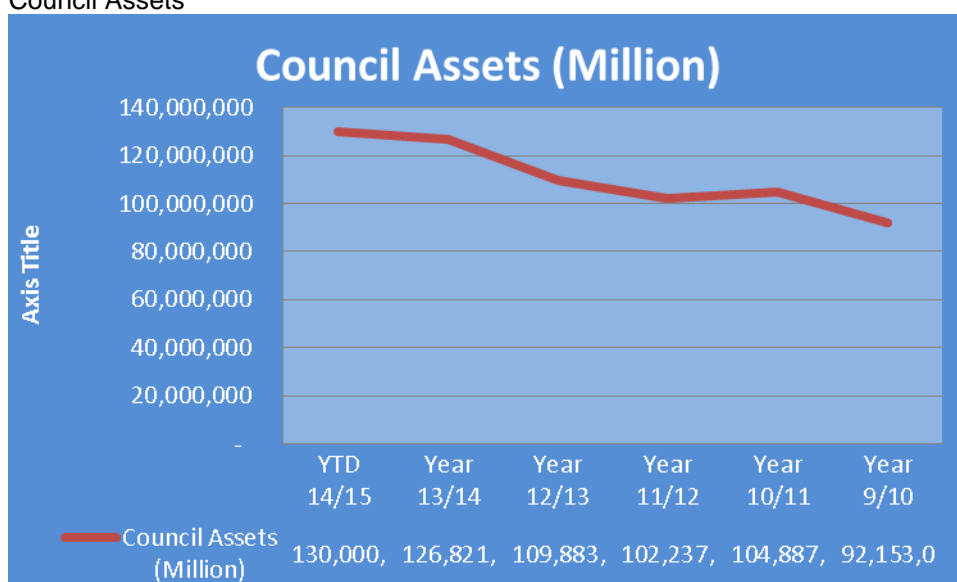 Council Assets
Council Assets (Million)
140,000,000
120,000,000
100,000,000
80,000,000
60,000,000
40,000,000
20,000,000
-
Axis Title
YTD 14/15
Year 13/14
Year 12/13
Year 11/12
Year 10/11
Year 9/10
Council Assets (Million)
130,000, 126,821, 109,883, 102,237, 104,887, 92,153,0